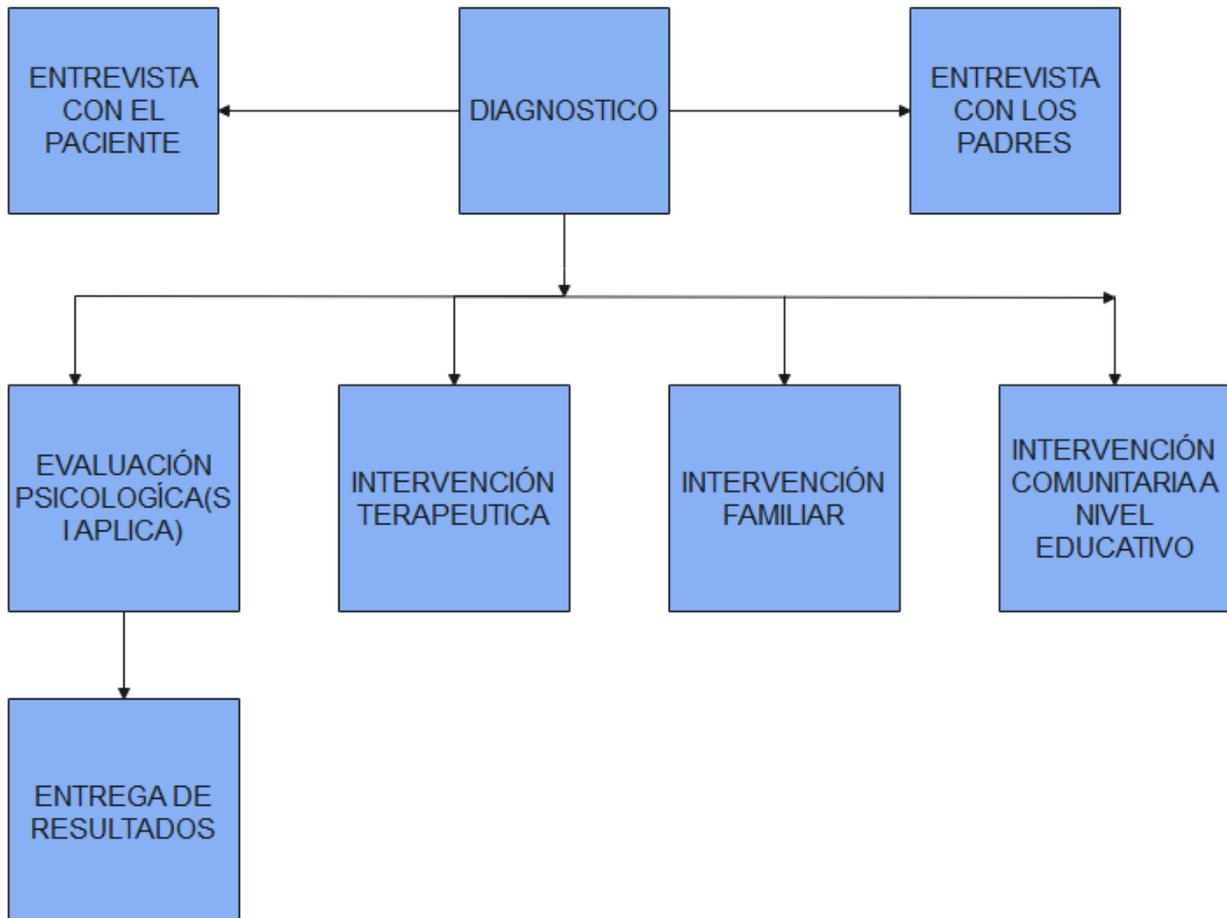 ENTREVISTA
CON EL
PACIENTE
DIAGNOSTICO
ENTREVISTA
CON LOS
PADRES
EVALUACIÓN
PSICOLOGÍCA(S
I APLICA)
INTERVENCIÓN
TERAPEUTICA
INTERVENCIÓN
FAMILIAR
INTERVENCIÓN
COMUNITARIA A
NIVEL
EDUCATIVO
ENTREGA DE
RESULTADOS